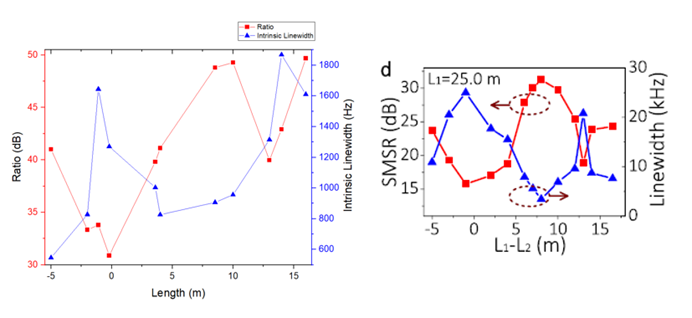 Ratio
Intrinsic Linewidth
50
45
40
35
30
Ratio (dB)
1800
1600
1400
1200
1000
800
600
Intrinsic Linewidth (Hz)
-5 0 5 10 15
Length (m)
d
L1=25.0 m
30
25
20
15
SMSR (dB)
30
20
10
0
Linewidth (kHz)
-5 0 5 10 15
L1-L2 (m)